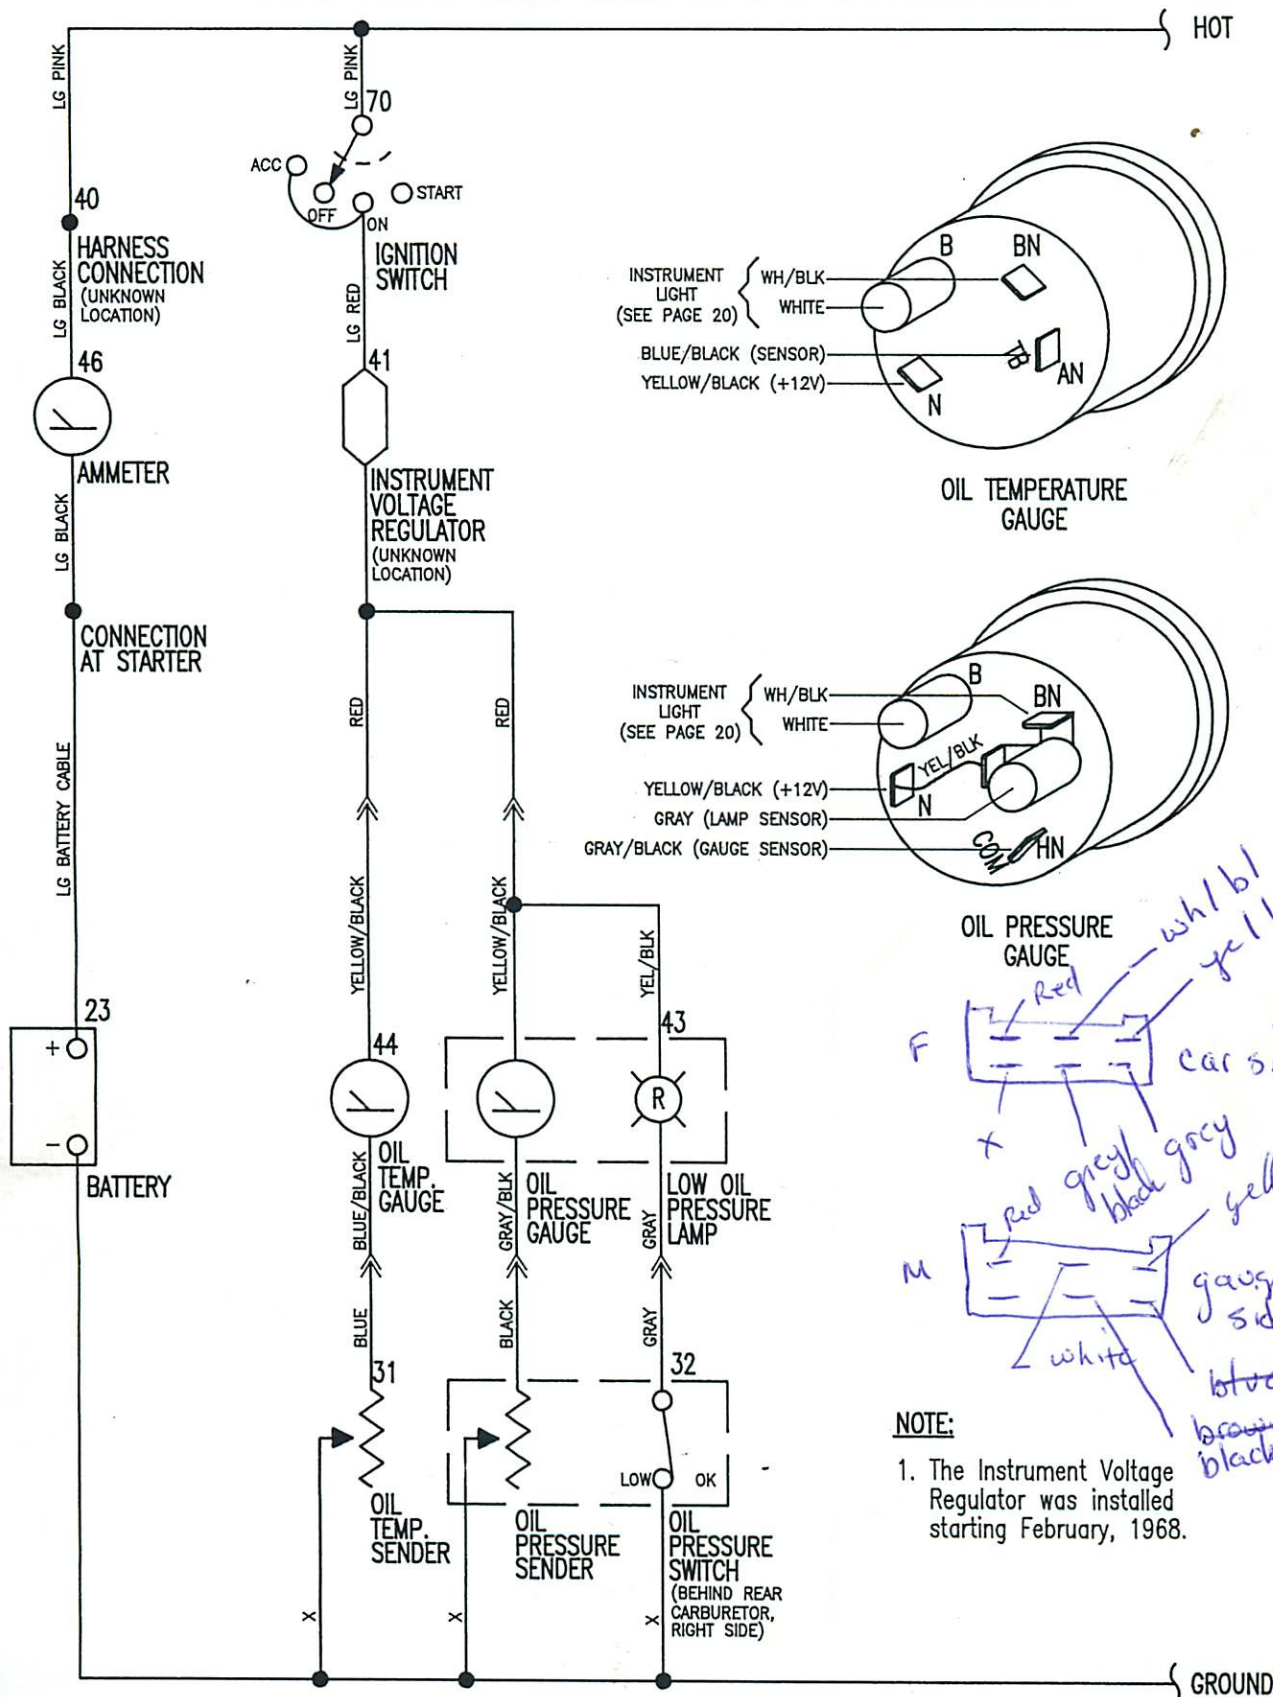 HOT
LG PINK
LG PINK
70
ACC
OFF
START
ON
IGNITION
SWITCH
40
HARNESS
CONNECTION
(UNKNOWN
LOCATION)
LG BLACK
LG RED
46
AMMETER
41
INSTRUMENT
VOLTAGE
REGULATOR
(UNKNOWN
LOCATION)
LG BLACK
CONNECTION
AT STARTER
LG BATTERY CABLE
RED
RED
YELLOW/BLACK
YELLOW/BLACK
YEL/BLK
23
+
-
BATTERY
44
OIL
TEMP.
GAUGE
OIL
PRESSURE
GAUGE
43
R
LOW OIL
PRESSURE
LAMP
BLUE/BLACK
GRAY/BLK
GRAY
BLUE
BLACK
GRAY
31
OIL
TEMP.
SENDER
OIL
PRESSURE
SENDER
32
LOW
OK
OIL
PRESSURE
SWITCH
(BEHIND REAR
CARBURETOR,
RIGHT SIDE)
X
X
X
GROUND
B
BN
INSTRUMENT
LIGHT
(SEE PAGE 20)
WH/BLK
WHITE
BLUE/BLACK (SENSOR)
YELLOW/BLACK (+12V)
TB
AN
N
OIL TEMPERATURE
GAUGE
B
BN
INSTRUMENT
LIGHT
(SEE PAGE 20)
WH/BLK
WHITE
YEL/BLK
YELLOW/BLACK (+12V)
N
GRAY (LAMP SENSOR)
GRAY/BLACK (GAUGE SENSOR)
COM
HN
OIL PRESSURE
GAUGE
Red
wh/bl
F
car
X
grey/
black
grey
Red
M
white
black
NOTE:
1. The Instrument Voltage
Regulator was installed
starting February, 1968.